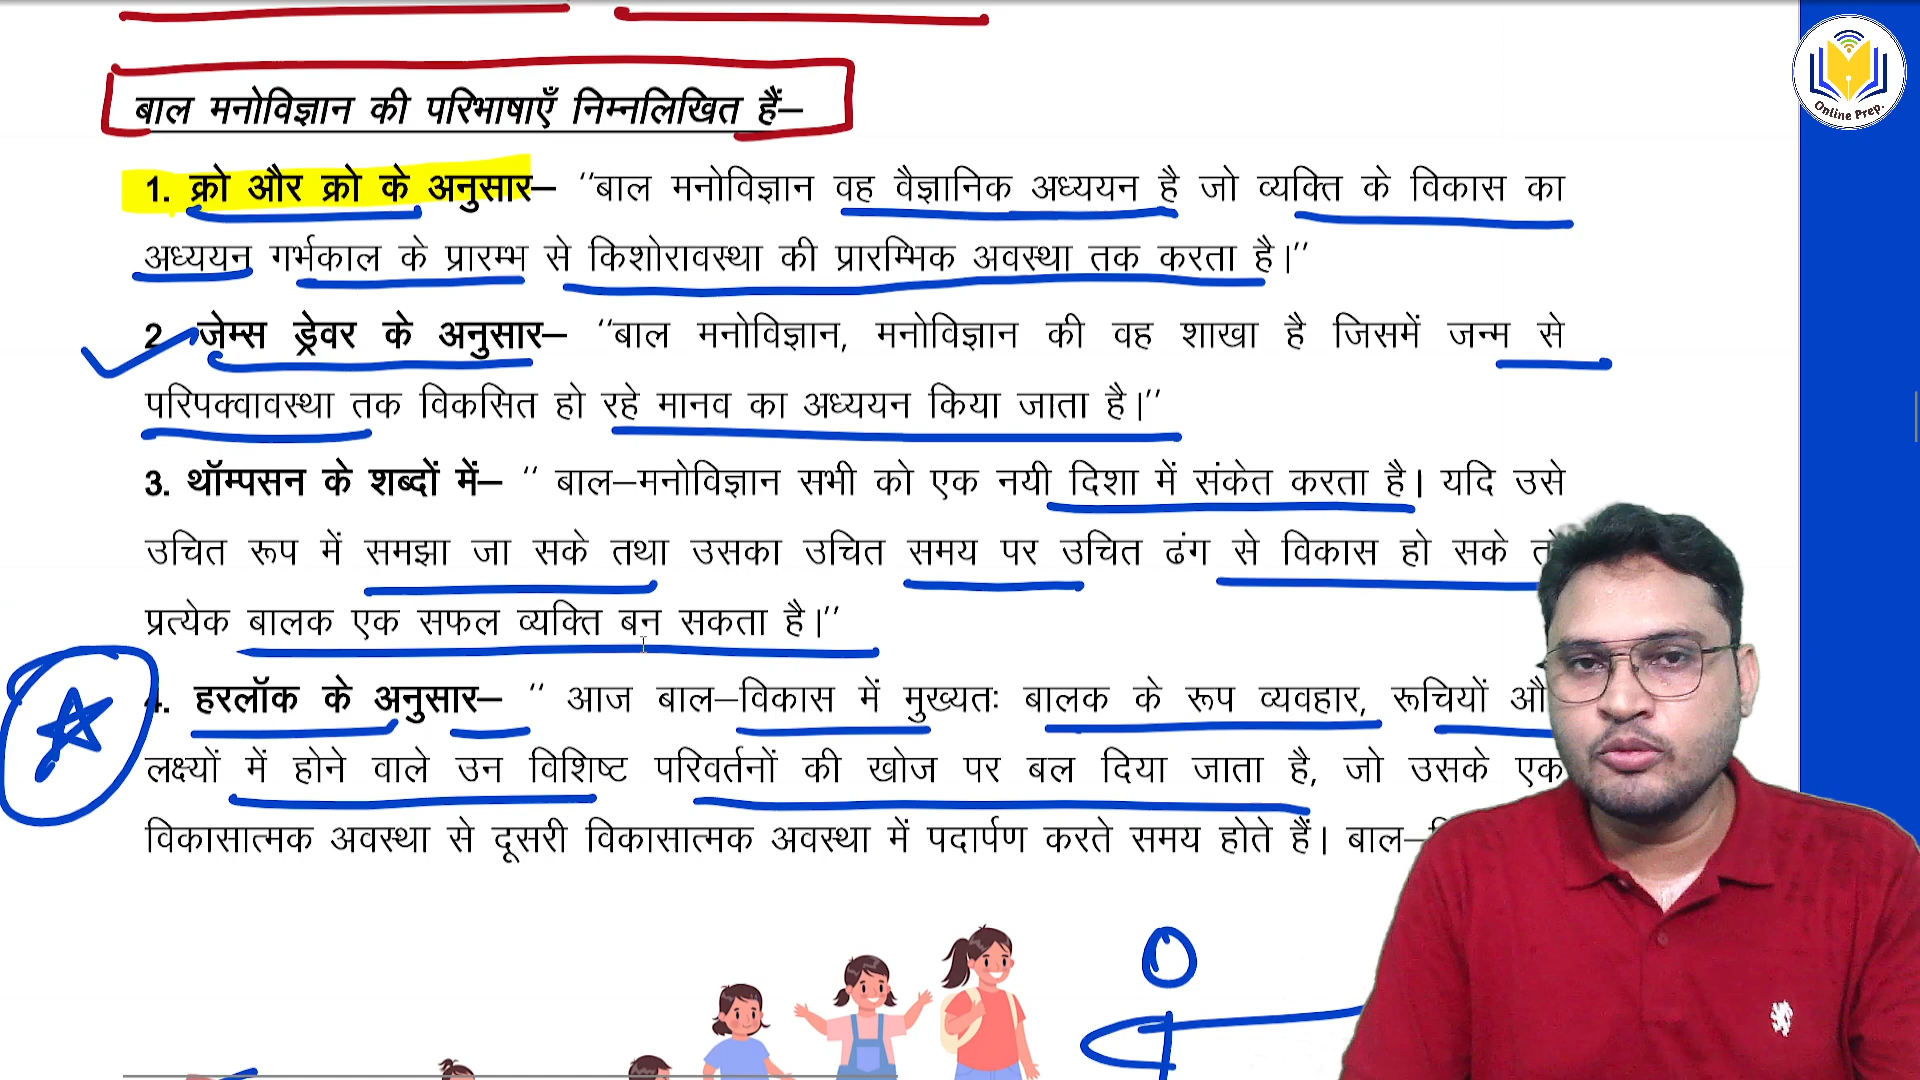 Online Prep.
बाल मनोविज्ञान की परिभाषाएँ निम्नलिखित हैं–
1. क्रो और क्रो के अनुसार– ‘‘बाल मनोविज्ञान वह वैज्ञानिक अध्ययन है जो व्यक्ति के विकास का
अध्ययन गर्भकाल के प्रारम्भ से किशोरावस्था की प्रारम्भिक अवस्था तक करता है।’’
2 जेम्स ड्रेवर के अनुसार– ‘‘बाल मनोविज्ञान, मनोविज्ञान की वह शाखा है जिसमें जन्म से
परिपक्वावस्था तक विकसित हो रहे मानव का अध्ययन किया जाता है।’’
3. थॉम्पसन के शब्दों में– ‘‘ बाल–मनोविज्ञान सभी को एक नयी दिशा में संकेत करता है। यदि उसे
उचित रूप में समझा जा सके तथा उसका उचित समय पर उचित ढंग से विकास हो सके
प्रत्येक बालक एक सफल व्यक्ति बन सकता है।’’
4. हरलॉक के अनुसार– ‘‘ आज बाल–विकास में मुख्यतः बालक के रूप व्यवहार, रूचियों
लक्ष्यों में होने वाले उन विशिष्ट परिवर्तनों की खोज पर बल दिया जाता है, जो उसके एक
विकासात्मक अवस्था से दूसरी विकासात्मक अवस्था में पदार्पण करते समय होते हैं। बाल–